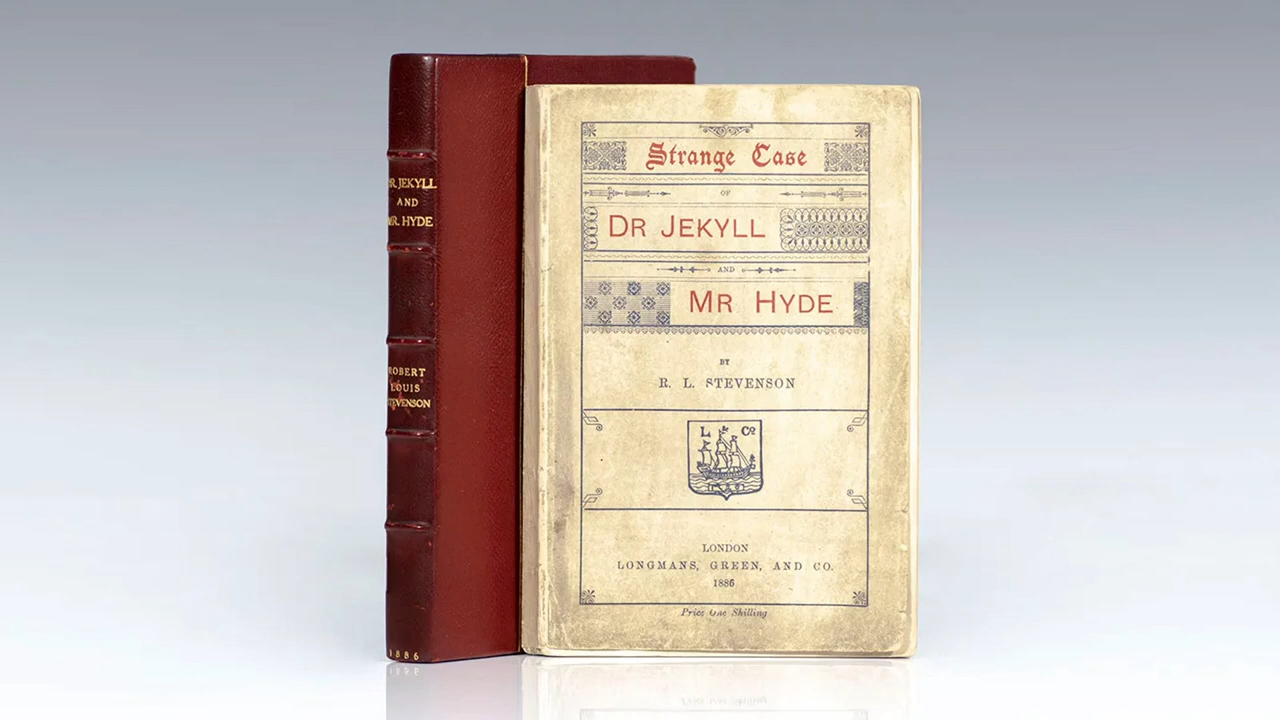 DR. JEKYLL
AND
MR. HYDE
ROBERT
LOUIS
STEVENSON
1886
Strange Case
OF
DR JEKYLL
AND
MR HYDE
BY
R. L. STEVENSON
L Co
LONDON
LONGMANS, GREEN, AND CO.
1886
Price One Shilling